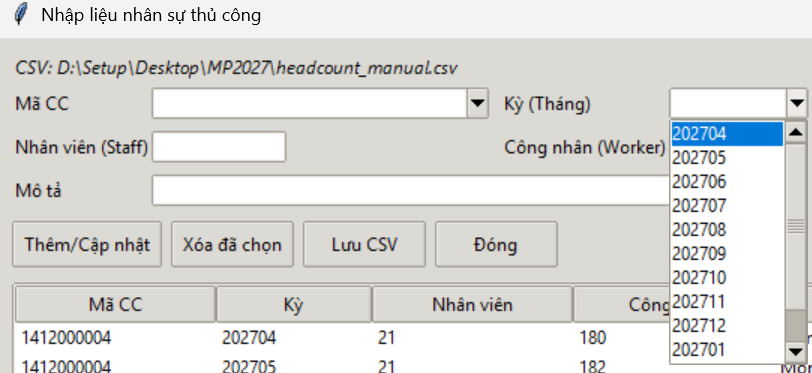 Nhập liệu nhân sự thủ công
CSV: D:\Setup\Desktop\MP2027\headcount_manual.csv
Mã CC Kỳ (Tháng)
Nhân viên (Staff) Công nhân (Worker)
Mô tả
202704
202705
202706
202707
202708
202709
202710
202711
202712
202701
Thêm/Cập nhật Xóa đã chọn Lưu CSV Đóng
Mã CC Kỳ Nhân viên
1412000004 202704 21 180
1412000004 202705 21 182